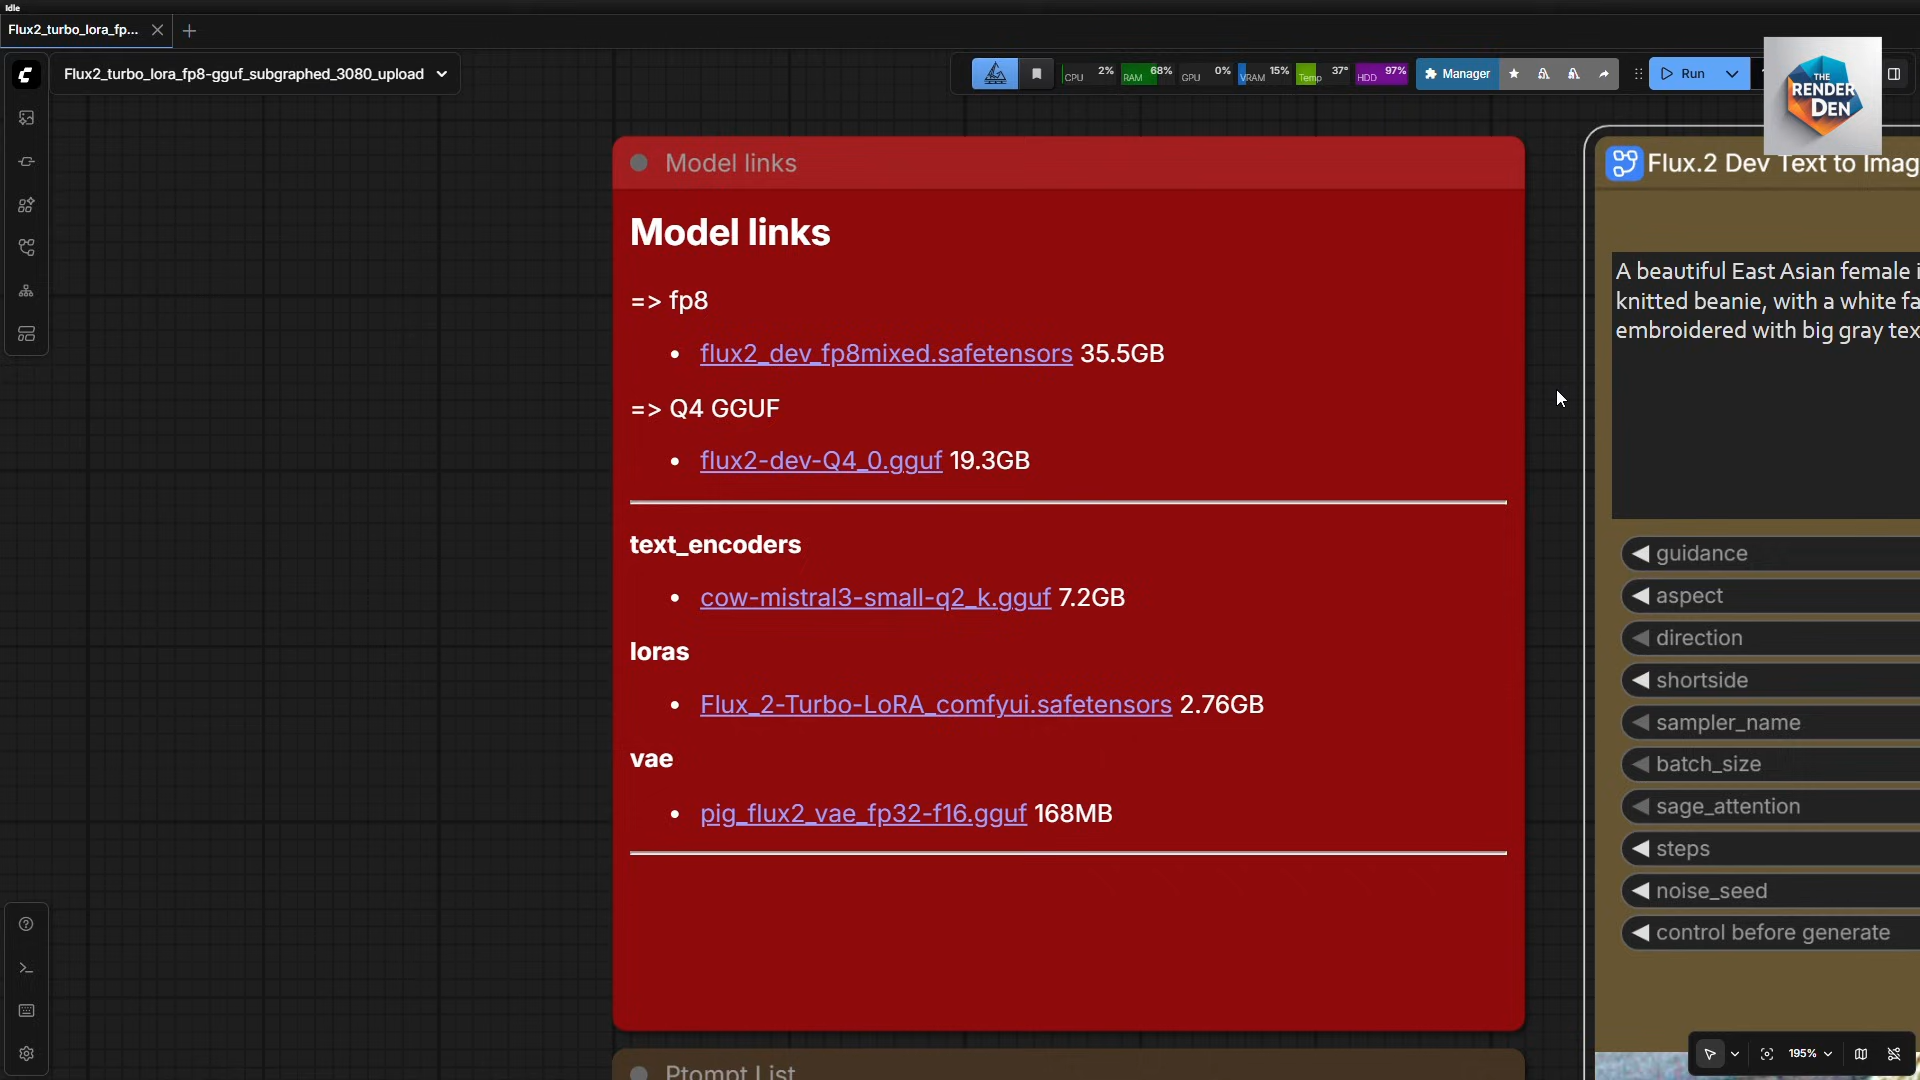 Idle
Flux2_turbo_lora_fp...
Flux2_turbo_lora_fp8-gguf_subgraphed_3080_upload
CPU 2% RAM 68% GPU 0% VRAM 15% Temp 37° HDD 97%
Manager
Run
THE
RENDER
DEN
Model links
Model links
=> fp8
• flux2_dev_fp8mixed.safetensors 35.5GB
=> Q4 GGUF
• flux2-dev-Q4_0.gguf 19.3GB
text_encoders
• cow-mistral3-small-q2_k.gguf 7.2GB
loras
• Flux_2-Turbo-LoRA_comfyui.safetensors 2.76GB
vae
• pig_flux2_vae_fp32-f16.gguf 168MB
Ptompt List
Flux.2 Dev Text to Imag
A beautiful East Asian female i
knitted beanie, with a white fa
embroidered with big gray tex
guidance
aspect
direction
shortside
sampler_name
batch_size
sage_attention
steps
noise_seed
control before generate
195%